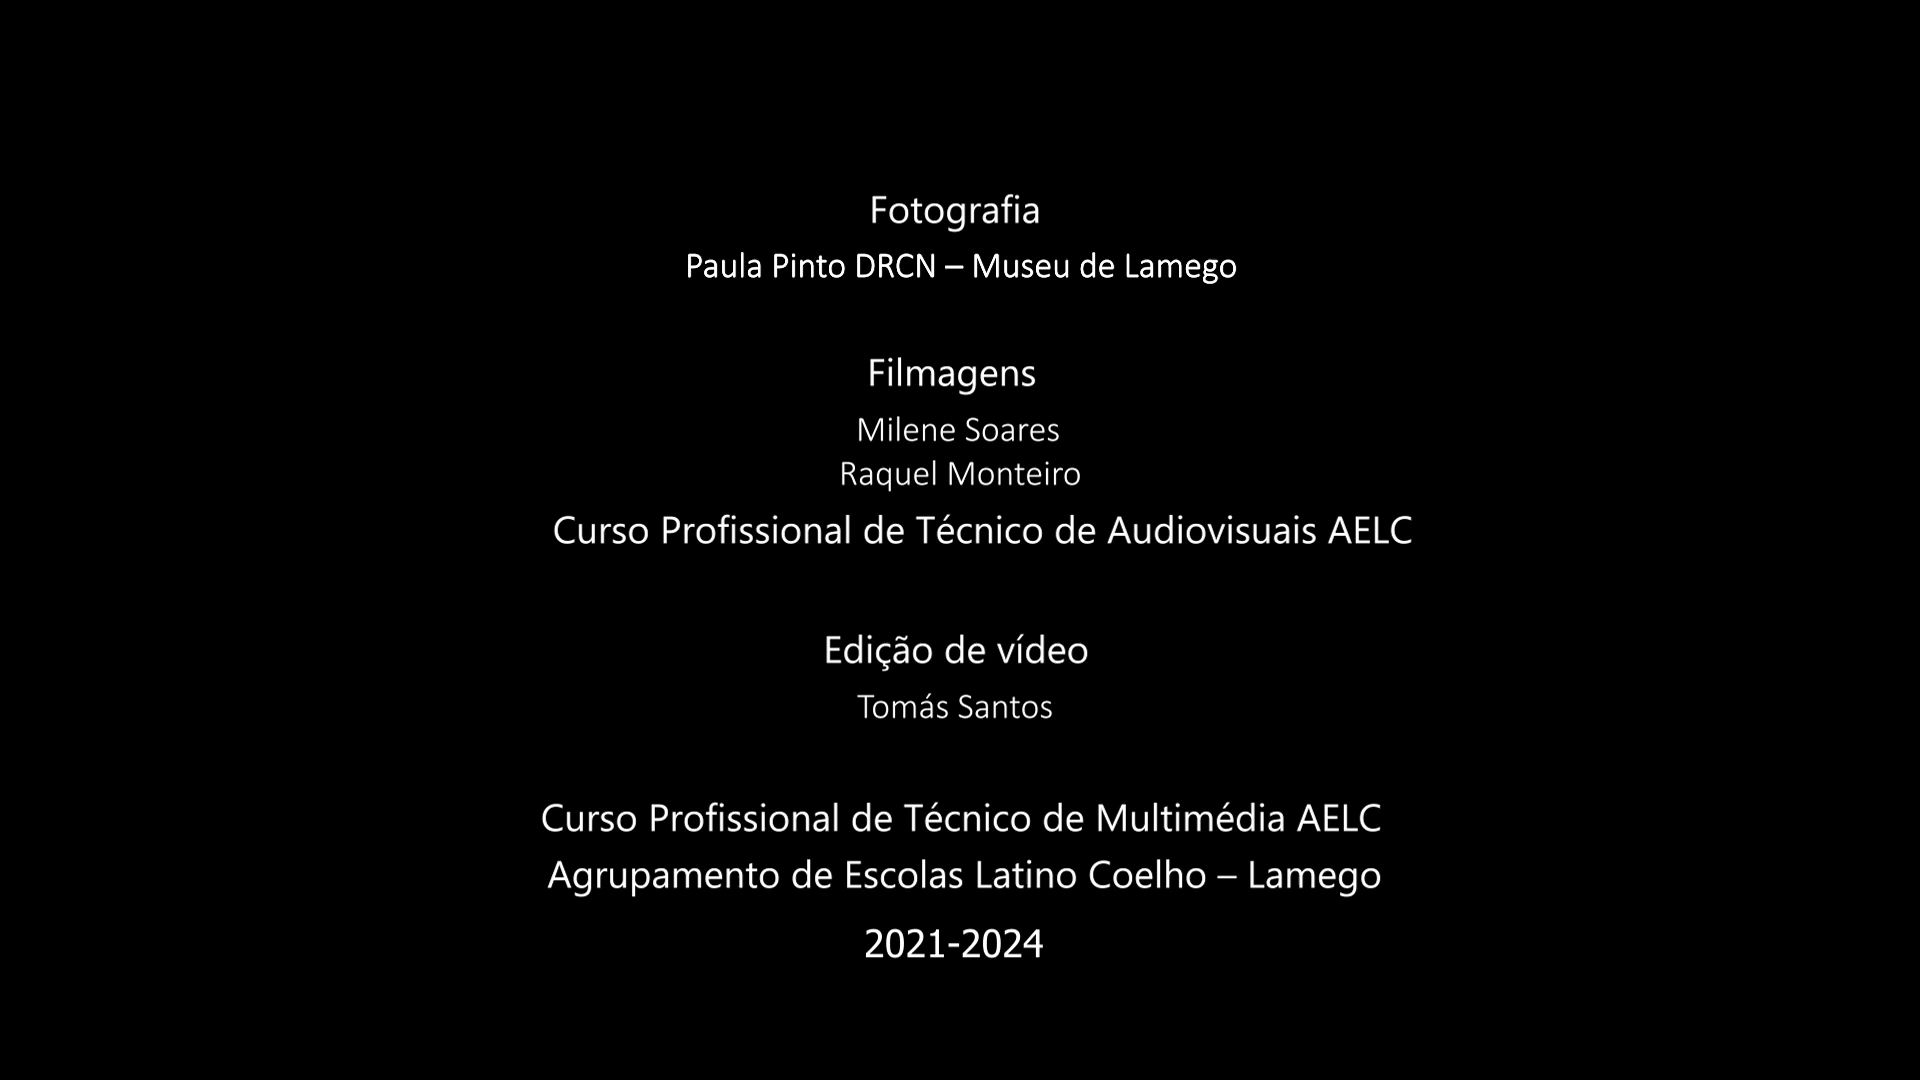 Fotografia
Paula Pinto DRCN – Museu de Lamego
Filmagens
Milene Soares
Raquel Monteiro
Curso Profissional de Técnico de Audiovisuais AELC
Edição de vídeo
Tomás Santos
Curso Profissional de Técnico de Multimédia AELC
Agrupamento de Escolas Latino Coelho – Lamego
2021-2024